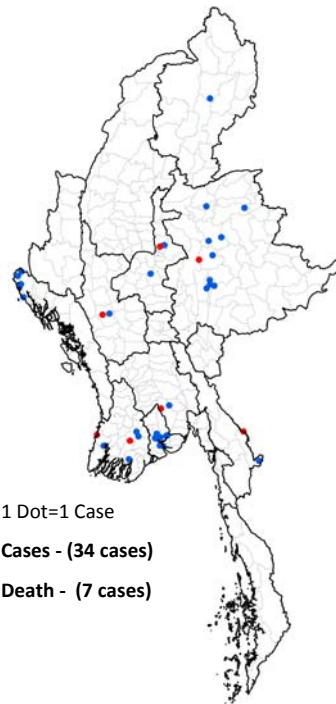 1 Dot=1 Case
Cases - (34 cases)
Death - (7 cases)